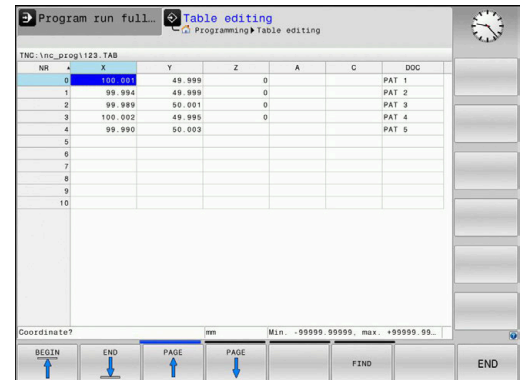 Program run full… Table editing
Programming Table editing
TNC:\nc_prog\123.TAB
NR X Y Z A C DOC
0 100.001 49.999 0 PAT 1
1 99.994 49.999 0 PAT 2
2 99.989 50.001 0 PAT 3
3 100.002 49.995 0 PAT 4
4 99.990 50.003 PAT 5
5
6
7
8
9
10
Coordinate? mm Min. -99999.99999, max. +99999.99…
BEGIN END PAGE PAGE FIND END